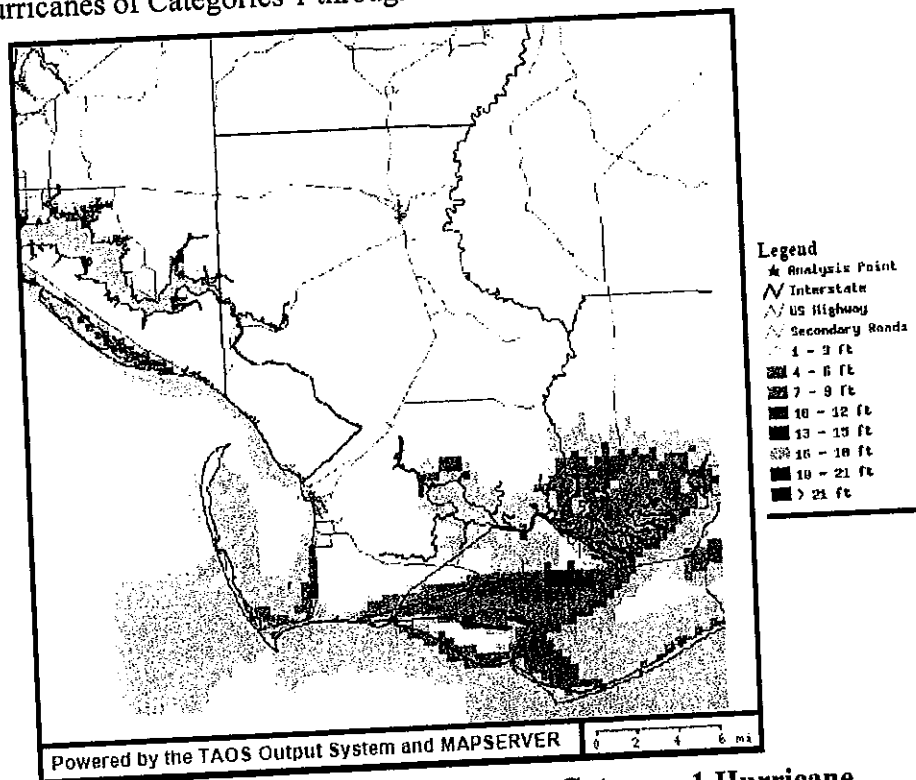 urricanes of Categories 1 through
Legend
Analysis Point
Interstate
US Highway
Secondary Roads
1 - 3 ft
4 - 6 ft
7 - 9 ft
10 - 12 ft
13 - 15 ft
16 - 18 ft
19 - 21 ft
> 21 ft
Powered by the TAOS Output System and MAPSERVER
0 2 4 6 mi
Category 1 Hurricane